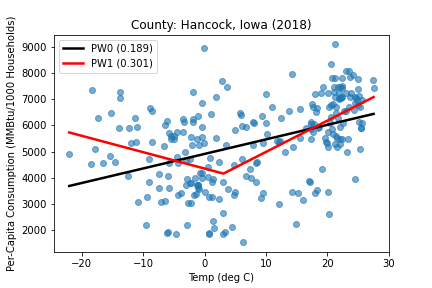 County: Hancock, Iowa (2018)
PW0 (0.189)
PW1 (0.301)
Per-Capita Consumption (MMBtu/1000 Households)
9000
8000
7000
6000
5000
4000
3000
2000
−20
−10
0
10
20
30
Temp (deg C)